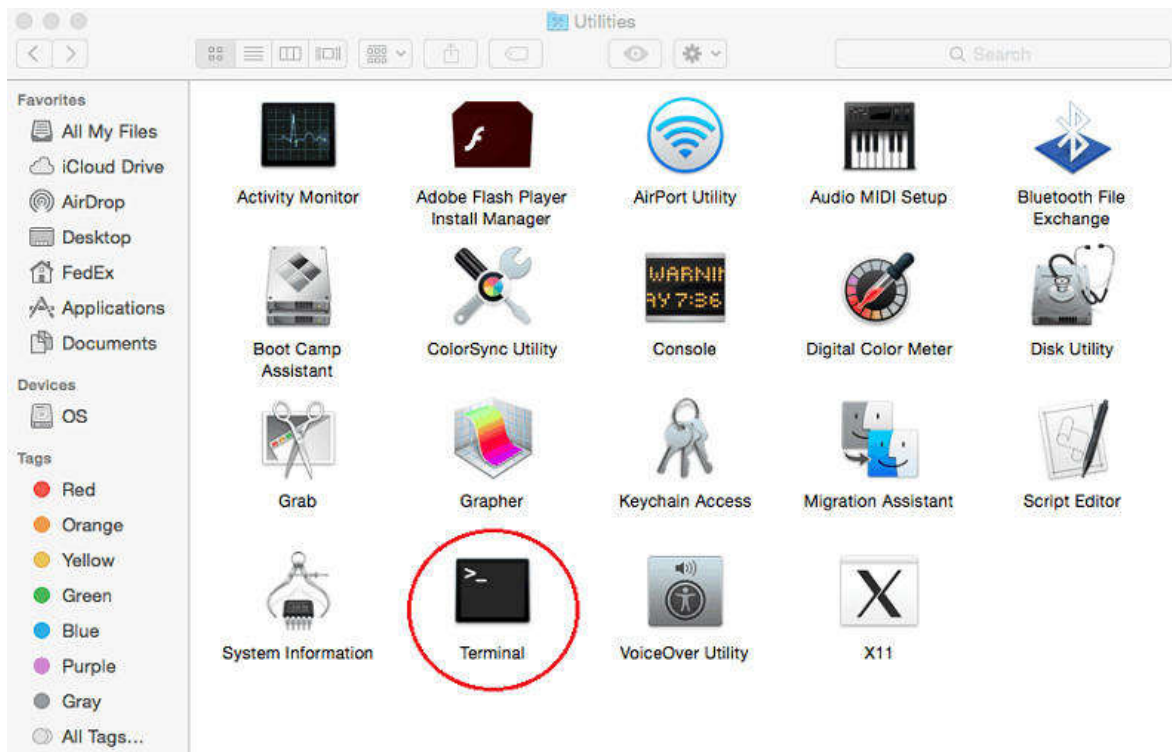 Utilities
Search
Favorites
All My Files
iCloud Drive
AirDrop
Desktop
FedEx
Applications
Documents
Devices
OS
Tags
Red
Orange
Yellow
Green
Blue
Purple
Gray
All Tags...
Activity Monitor
Adobe Flash Player
Install Manager
AirPort Utility
Audio MIDI Setup
Bluetooth File
Exchange
WARNIN
AY 7:36
Boot Camp
Assistant
ColorSync Utility
Console
Digital Color Meter
Disk Utility
Grab
Grapher
Keychain Access
Migration Assistant
Script Editor
>_
System Information
Terminal
VoiceOver Utility
X
X11